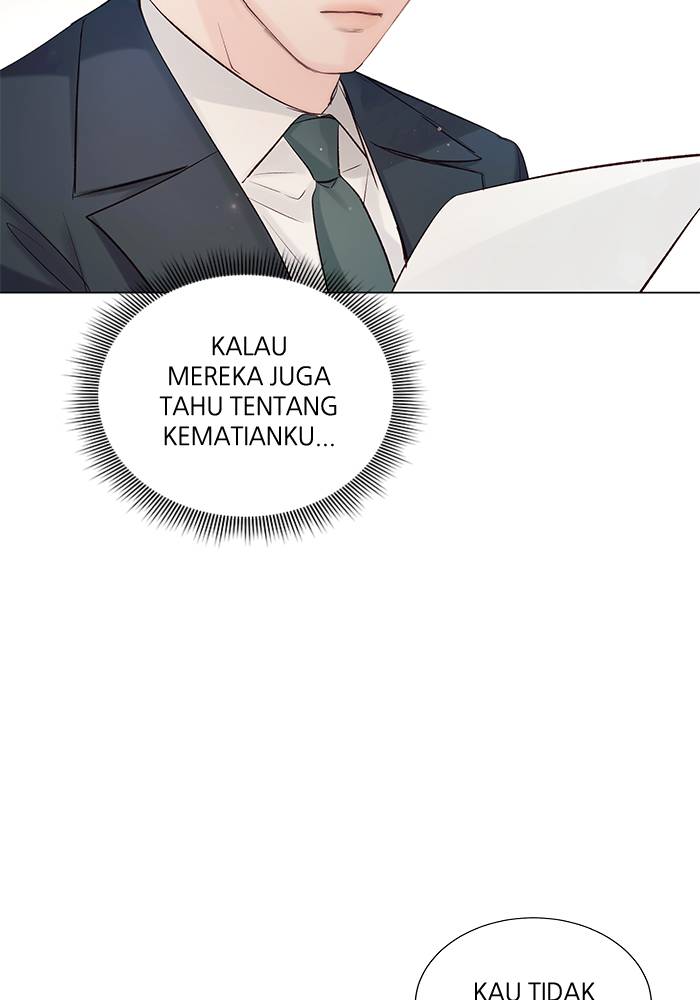 KALAU
MEREKA JUGA
TAHU TENTANG
KEMATIANKU...
KAU TIDAK